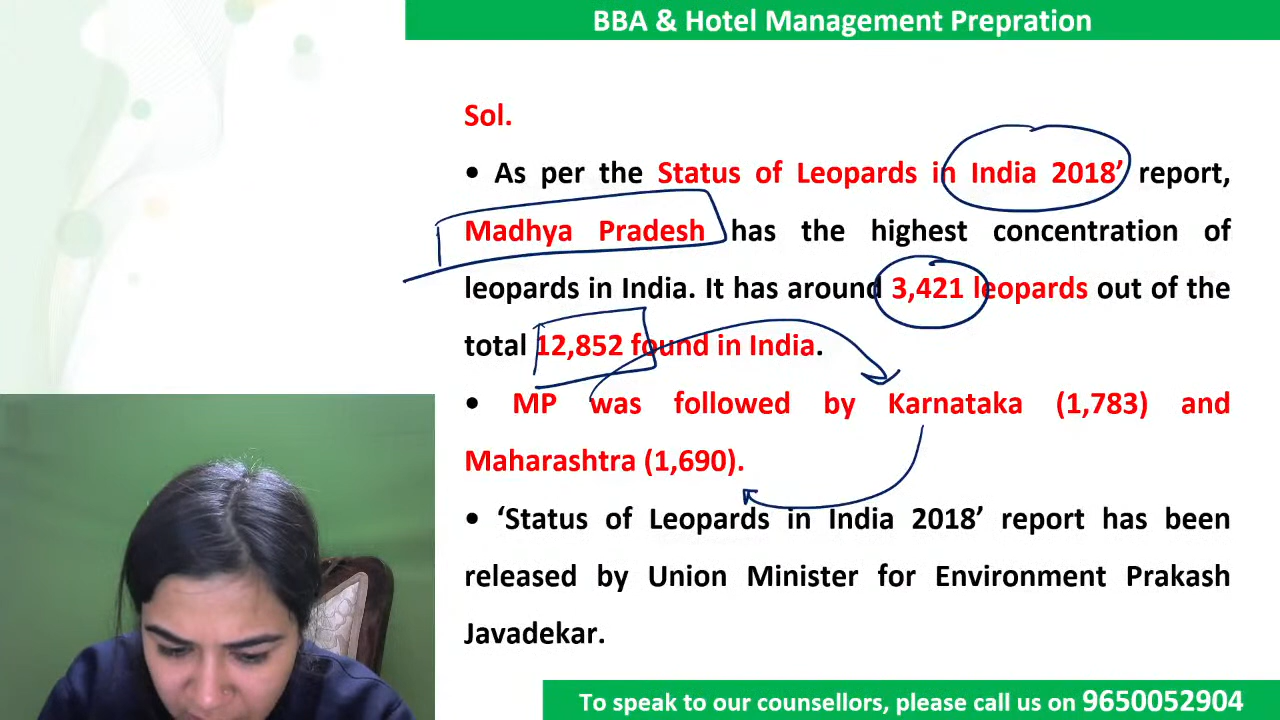 BBA & Hotel Management Prepration
Sol.
• As per the Status of Leopards in India 2018’ report,
Madhya Pradesh has the highest concentration of
leopards in India. It has around 3,421 leopards out of the
total 12,852 found in India.
• MP was followed by Karnataka (1,783) and
Maharashtra (1,690).
• ‘Status of Leopards in India 2018’ report has been
released by Union Minister for Environment Prakash
Javadekar.
To speak to our counsellors, please call us on 9650052904